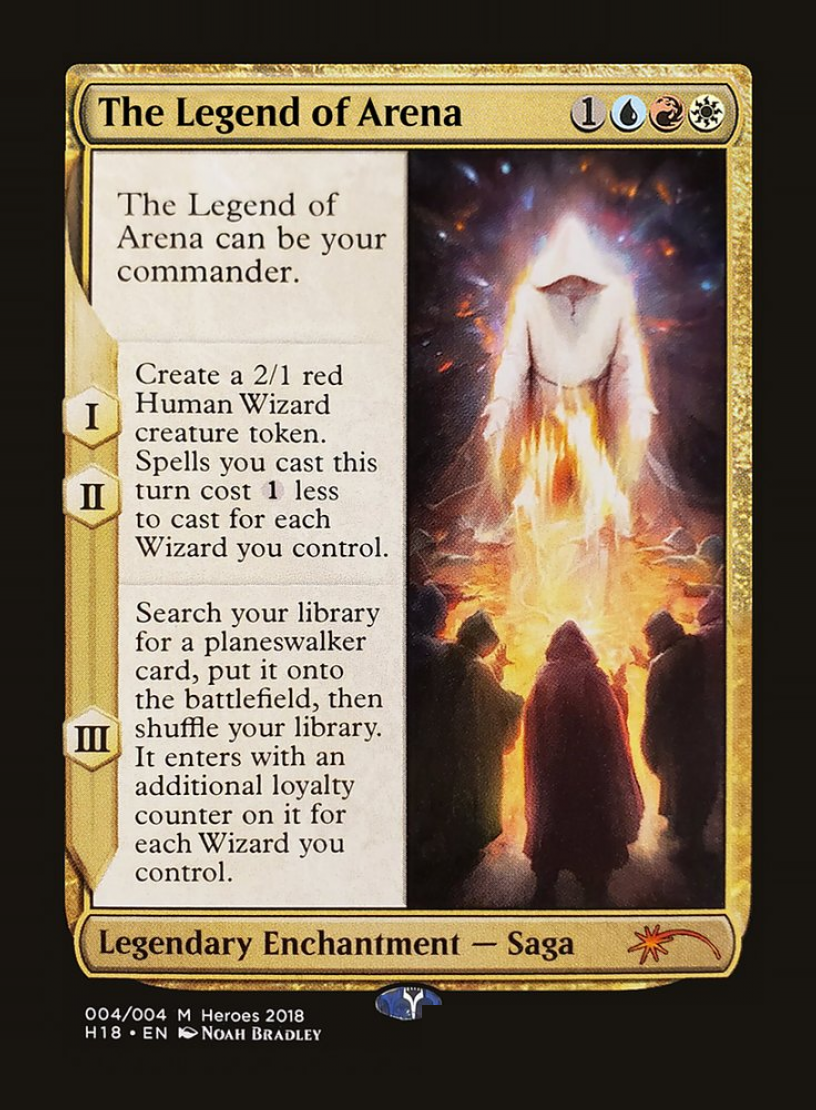 The Legend of Arena 1
The Legend of
Arena can be your
commander.
I
II
Create a 2/1 red
Human Wizard
creature token.
Spells you cast this
turn cost 1 less
to cast for each
Wizard you control.
III
Search your library
for a planeswalker
card, put it onto
the battlefield, then
shuffle your library.
It enters with an
additional loyalty
counter on it for
each Wizard you
control.
Legendary Enchantment — Saga
004/004 M Heroes 2018
H18 • EN Noah Bradley